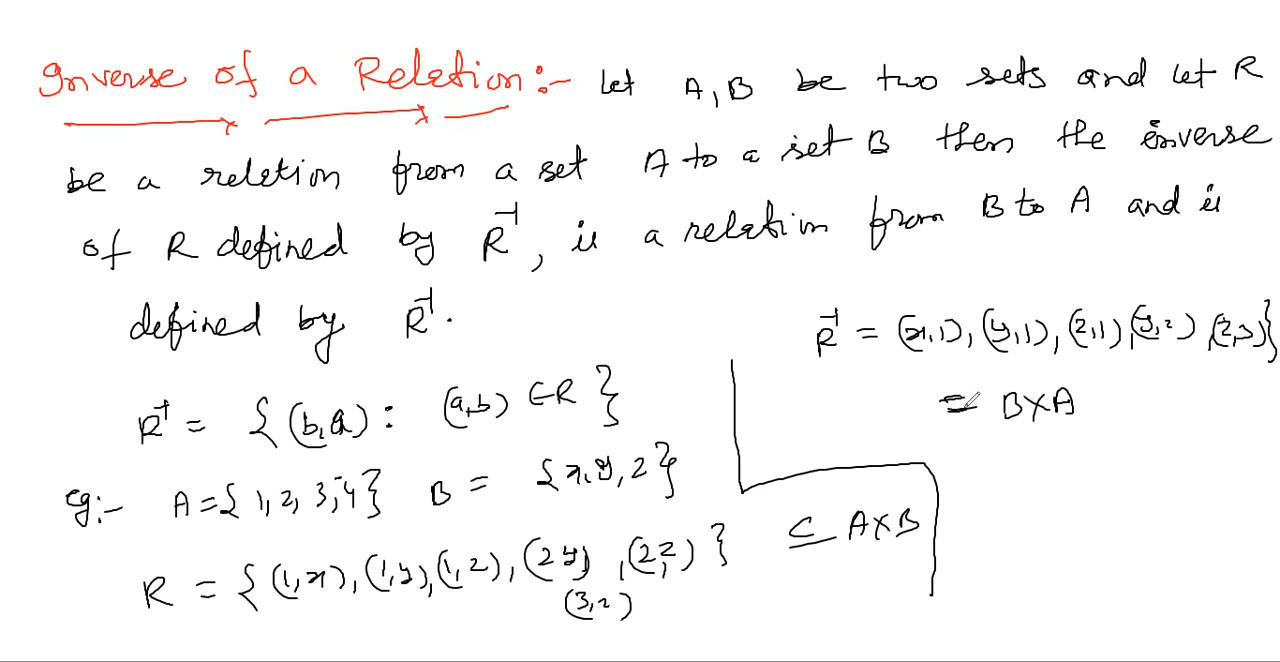 Inverse of a Relation:- Let A, B be two sets and let R
be a relation from a set A to a set B then the inverse
of R defined by R⁻¹, is a relation from B to A and is
defined by R⁻¹.
R⁻¹ = {(b,a) : (a,b) ∈ R }
eg:- A = {1, 2, 3, 4} B = {x, y, z}
R = { (1,x), (1,y), (1,z), (2 y) , (2,z) } ⊆ A×B
R⁻¹ = (x,1), (y,1), (z,1), (y,2)
= B×A